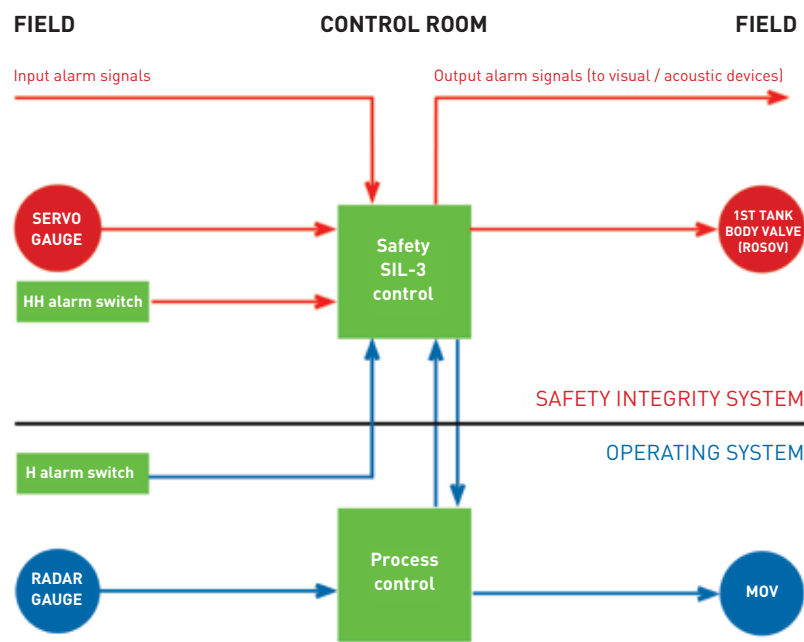 FIELD
CONTROL ROOM
FIELD
Input alarm signals
Output alarm signals (to visual / acoustic devices)
SERVO
GAUGE
Safety
SIL-3
control
1ST TANK
BODY VALVE
(ROSOV)
HH alarm switch
SAFETY INTEGRITY SYSTEM
OPERATING SYSTEM
H alarm switch
RADAR
GAUGE
Process
control
MOV